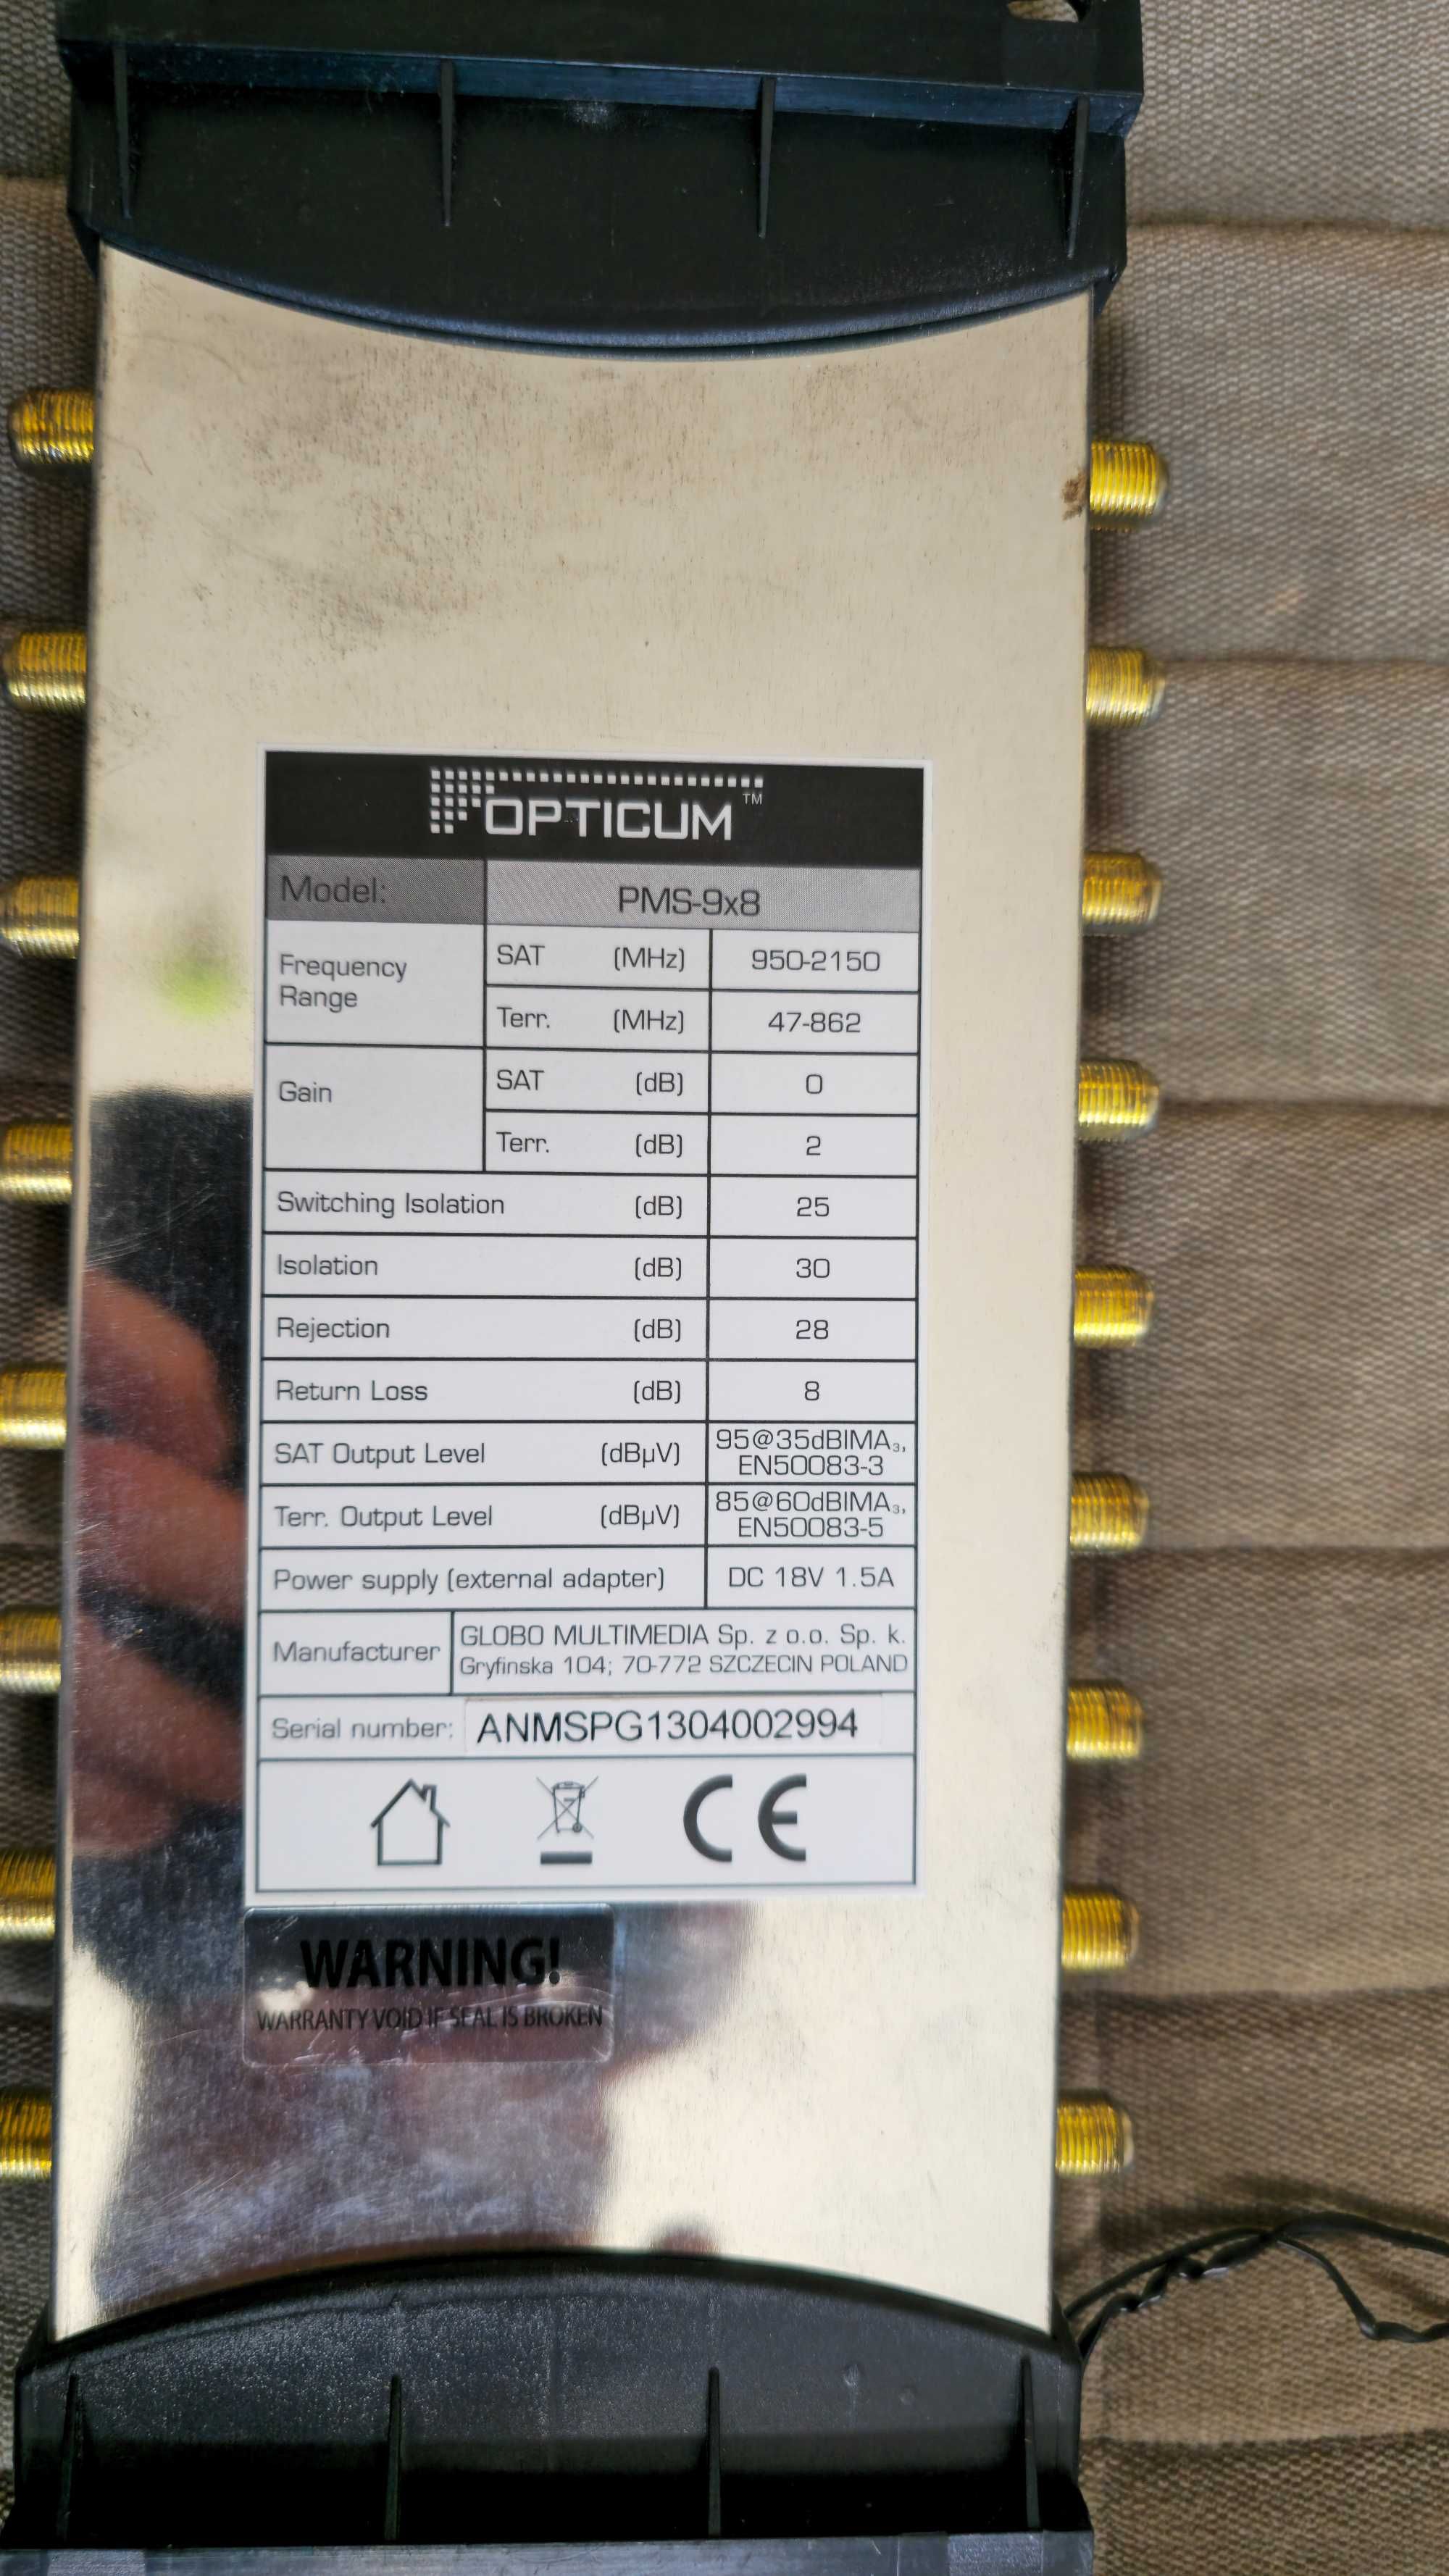 OPTICUM™
Model: PMS-9x8
Frequency Range SAT (MHz) 950-2150
Terr. (MHz) 47-862
Gain SAT (dB) 0
Terr. (dB) 2
Switching Isolation (dB) 25
Isolation (dB) 30
Rejection (dB) 28
Return Loss (dB) 8
SAT Output Level (dBµV) 95@35dBIMA₃, EN50083-3
Terr. Output Level (dBµV) 85@60dBIMA₃, EN50083-5
Power supply (external adapter) DC 18V 1.5A
Manufacturer GLOBO MULTIMEDIA Sp. z o.o. Sp. k.
Gryfinska 104; 70-772 SZCZECIN POLAND
Serial number: ANMSPG1304002994
CE
WARNING!
WARRANTY VOID IF SEAL IS BROKEN